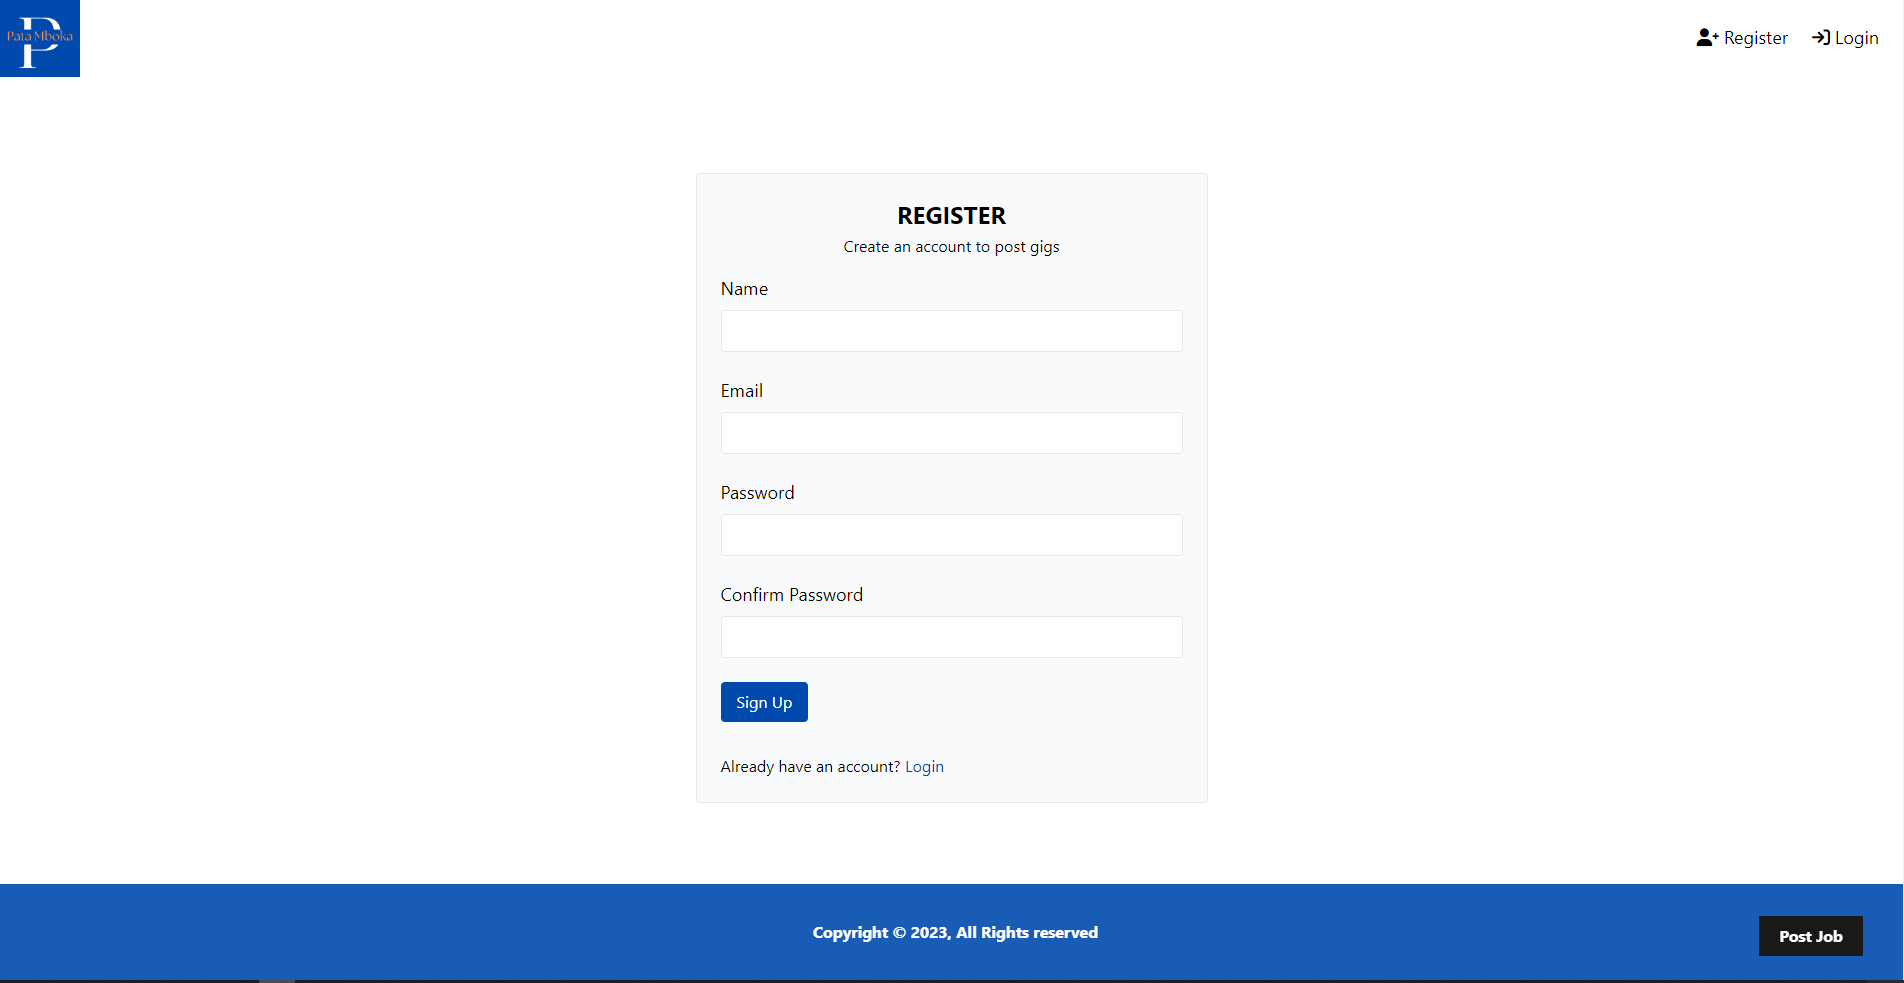 Pata Mboka
Register
Login
REGISTER
Create an account to post gigs
Name
Email
Password
Confirm Password
Sign Up
Already have an account? Login
Copyright © 2023, All Rights reserved
Post Job